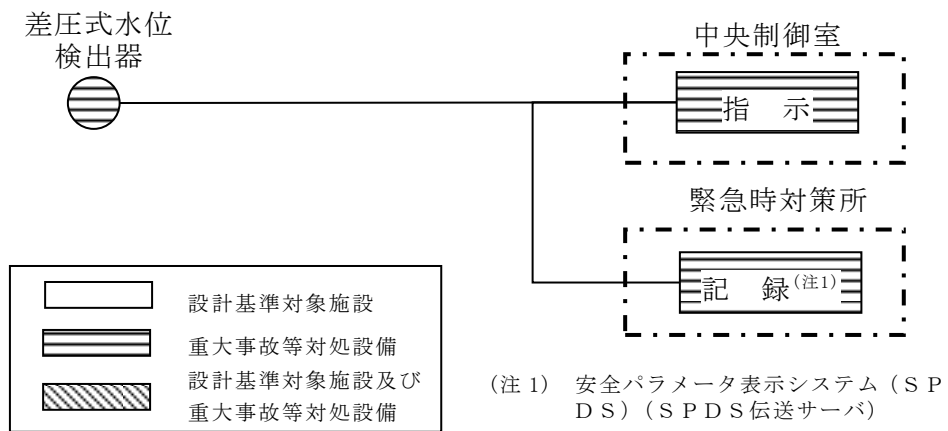 差圧式水位
検出器
中央制御室
指　示
緊急時対策所
記　録(注1)
設計基準対象施設
重大事故等対処設備
設計基準対象施設及び
重大事故等対処設備
(注 1)　安全パラメータ表示システム（ＳＰ
ＤＳ）（ＳＰＤＳ伝送サーバ）